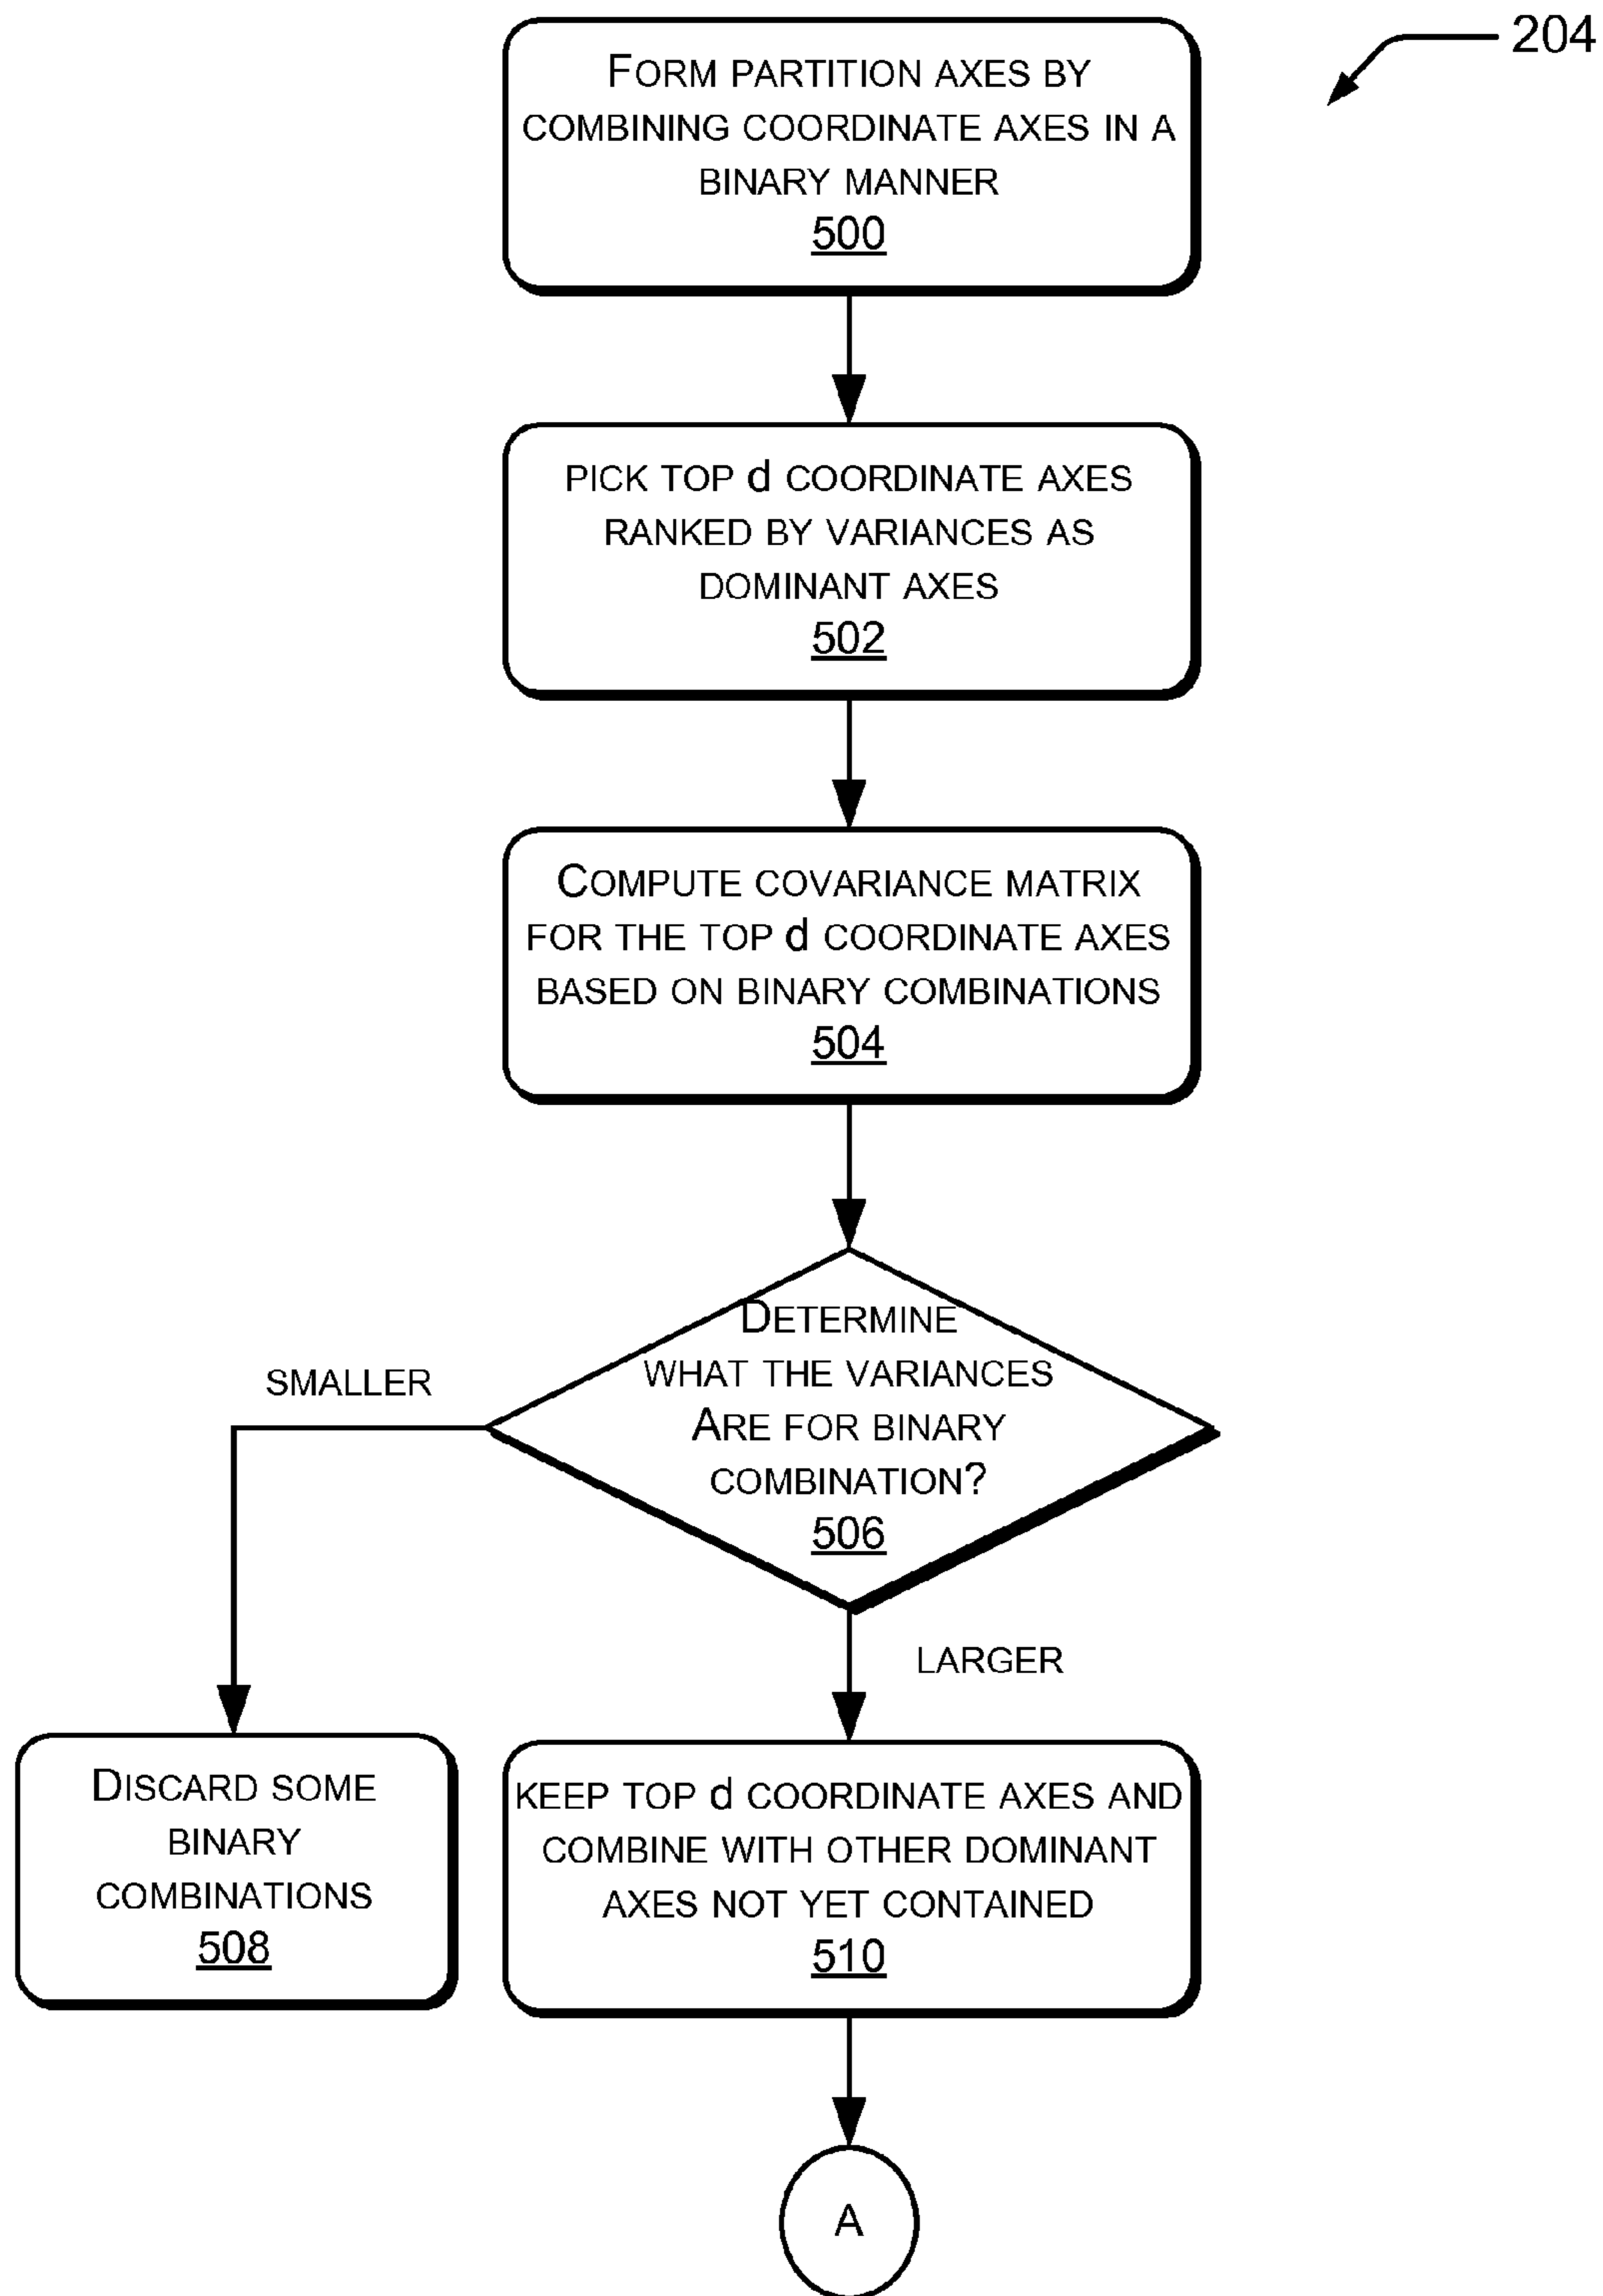 204
FORM PARTITION AXES BY
COMBINING COORDINATE AXES IN A
BINARY MANNER
500
PICK TOP d COORDINATE AXES
RANKED BY VARIANCES AS
DOMINANT AXES
502
COMPUTE COVARIANCE MATRIX
FOR THE TOP d COORDINATE AXES
BASED ON BINARY COMBINATIONS
504
DETERMINE
WHAT THE VARIANCES
ARE FOR BINARY
COMBINATION?
506
SMALLER
LARGER
DISCARD SOME
BINARY
COMBINATIONS
508
KEEP TOP d COORDINATE AXES AND
COMBINE WITH OTHER DOMINANT
AXES NOT YET CONTAINED
510
A